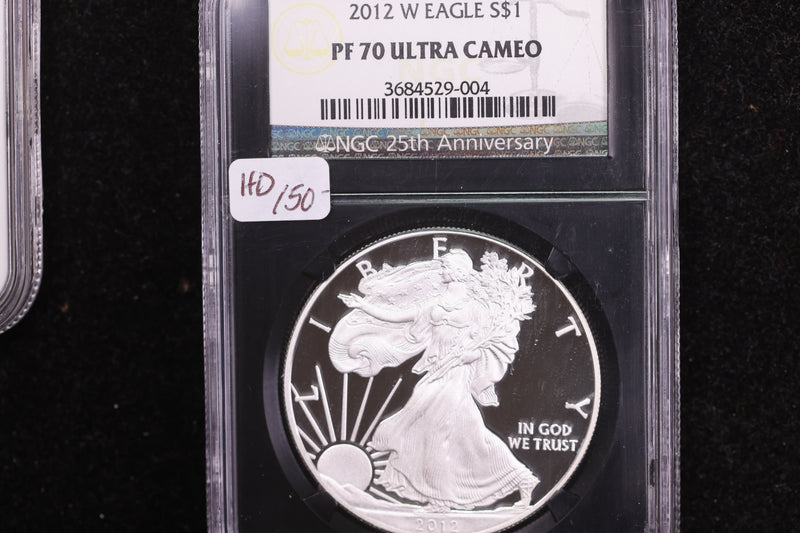 2012 W EAGLE S$1
PF 70 ULTRA CAMEO
3684529-004
NGC 25th Anniversary
HD/150-
LIBERTY
IN GOD
WE TRUST
2012